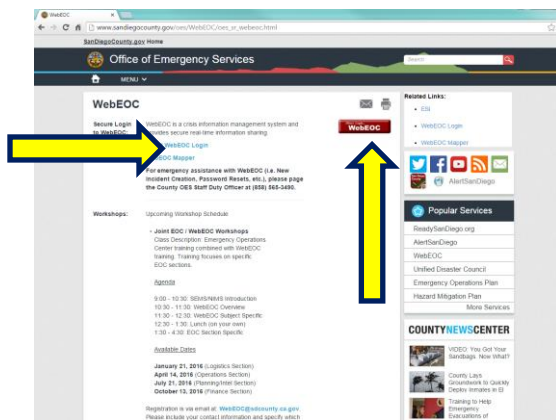 WebEOC
www.sandiegocounty.gov/oes/WebEOC/oes_sr_webeoc.html
SanDiegoCounty.gov Home
Office of Emergency Services
Search
MENU
WebEOC
Secure Login
to WebEOC:
WebEOC is a crisis information management system and
provides secure real-time information sharing.
WebEOC Login
EOC Mapper
For emergency assistance with WebEOC (i.e. New
Incident Creation, Password Resets, etc.), please page
the County OES Staff Duty Officer at (858) 565-3490.
WebEOC
Workshops:
Upcoming Workshop Schedule
Joint EOC / WebEOC Workshops
Class Description: Emergency Operations
Center training combined with WebEOC
training. Training focuses on specific
EOC sections.
Agenda
9:00 - 10:30: SEMS/NIMS Introduction
10:30 - 11:30: WebEOC Overview
11:30 - 12:30: WebEOC Subject Specific
12:30 - 1:30: Lunch (on your own)
1:30 - 4:30: EOC Section Specific
Available Dates
January 21, 2016 (Logistics Section)
April 14, 2016 (Operations Section)
July 21, 2016 (Planning/Intel Section)
October 13, 2016 (Finance Section)
Registration is via email at: WebEOC@sdcounty.ca.gov
Please include your contact information and specify which
Related Links:
ESI
WebEOC Login
WebEOC Mapper
AlertSanDiego
Popular Services
ReadySanDiego.org
AlertSanDiego
WebEOC
Unified Disaster Council
Emergency Operations Plan
Hazard Mitigation Plan
More Services
COUNTYNEWSCENTER
VIDEO: You Got Your
Sandbags. Now What?
County Lays
Groundwork to Quickly
Deploy Inmates in El
Training to Help
Emergency
Evacuations of